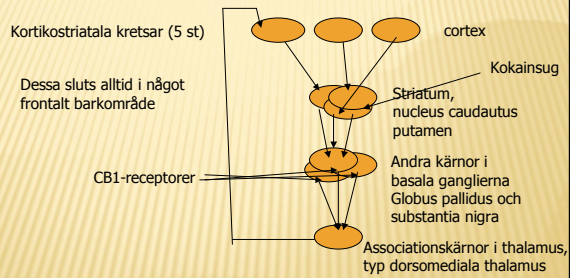 Kortikostriatala kretsar (5 st)
cortex
Kokainsug
Dessa sluts alltid i något
frontalt barkområde
Striatum,
nucleus caudautus
putamen
CB1-receptorer
Andra kärnor i
basala ganglierna
Globus pallidus och
substantia nigra
Associationskärnor i thalamus,
typ dorsomediala thalamus